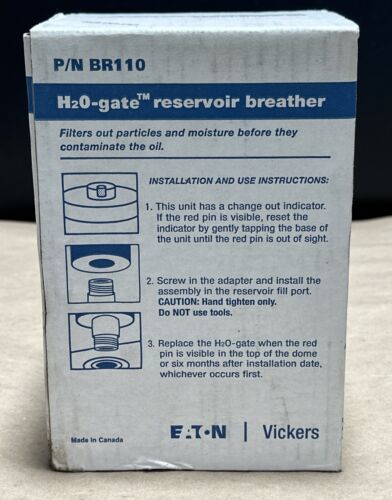 P/N BR110
H₂O-gate™ reservoir breather
Filters out particles and moisture before they
contaminate the oil.
INSTALLATION AND USE INSTRUCTIONS:
1. This unit has a change out indicator.
If the red pin is visible, reset the
indicator by gently tapping the base of
the unit until the red pin is out of sight.
2. Screw in the adapter and install the
assembly in the reservoir fill port.
CAUTION: Hand tighten only.
Do NOT use tools.
3. Replace the H₂O-gate when the red
pin is visible in the top of the dome
or six months after installation date,
whichever occurs first.
Made In Canada
EATON | Vickers